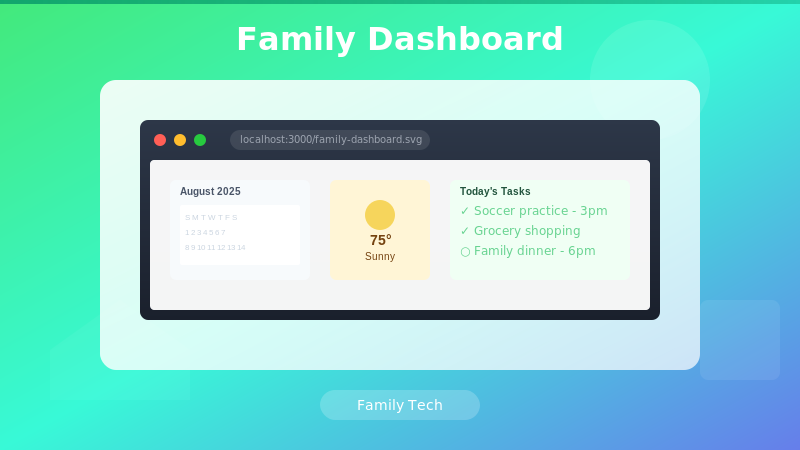 Family Dashboard
localhost:3000/family-dashboard.svg
August 2025
S M T W T F S
1 2 3 4 5 6 7
8 9 10 11 12 13 14
75°
Sunny
Today's Tasks
✓ Soccer practice - 3pm
✓ Grocery shopping
○ Family dinner - 6pm
Family Tech